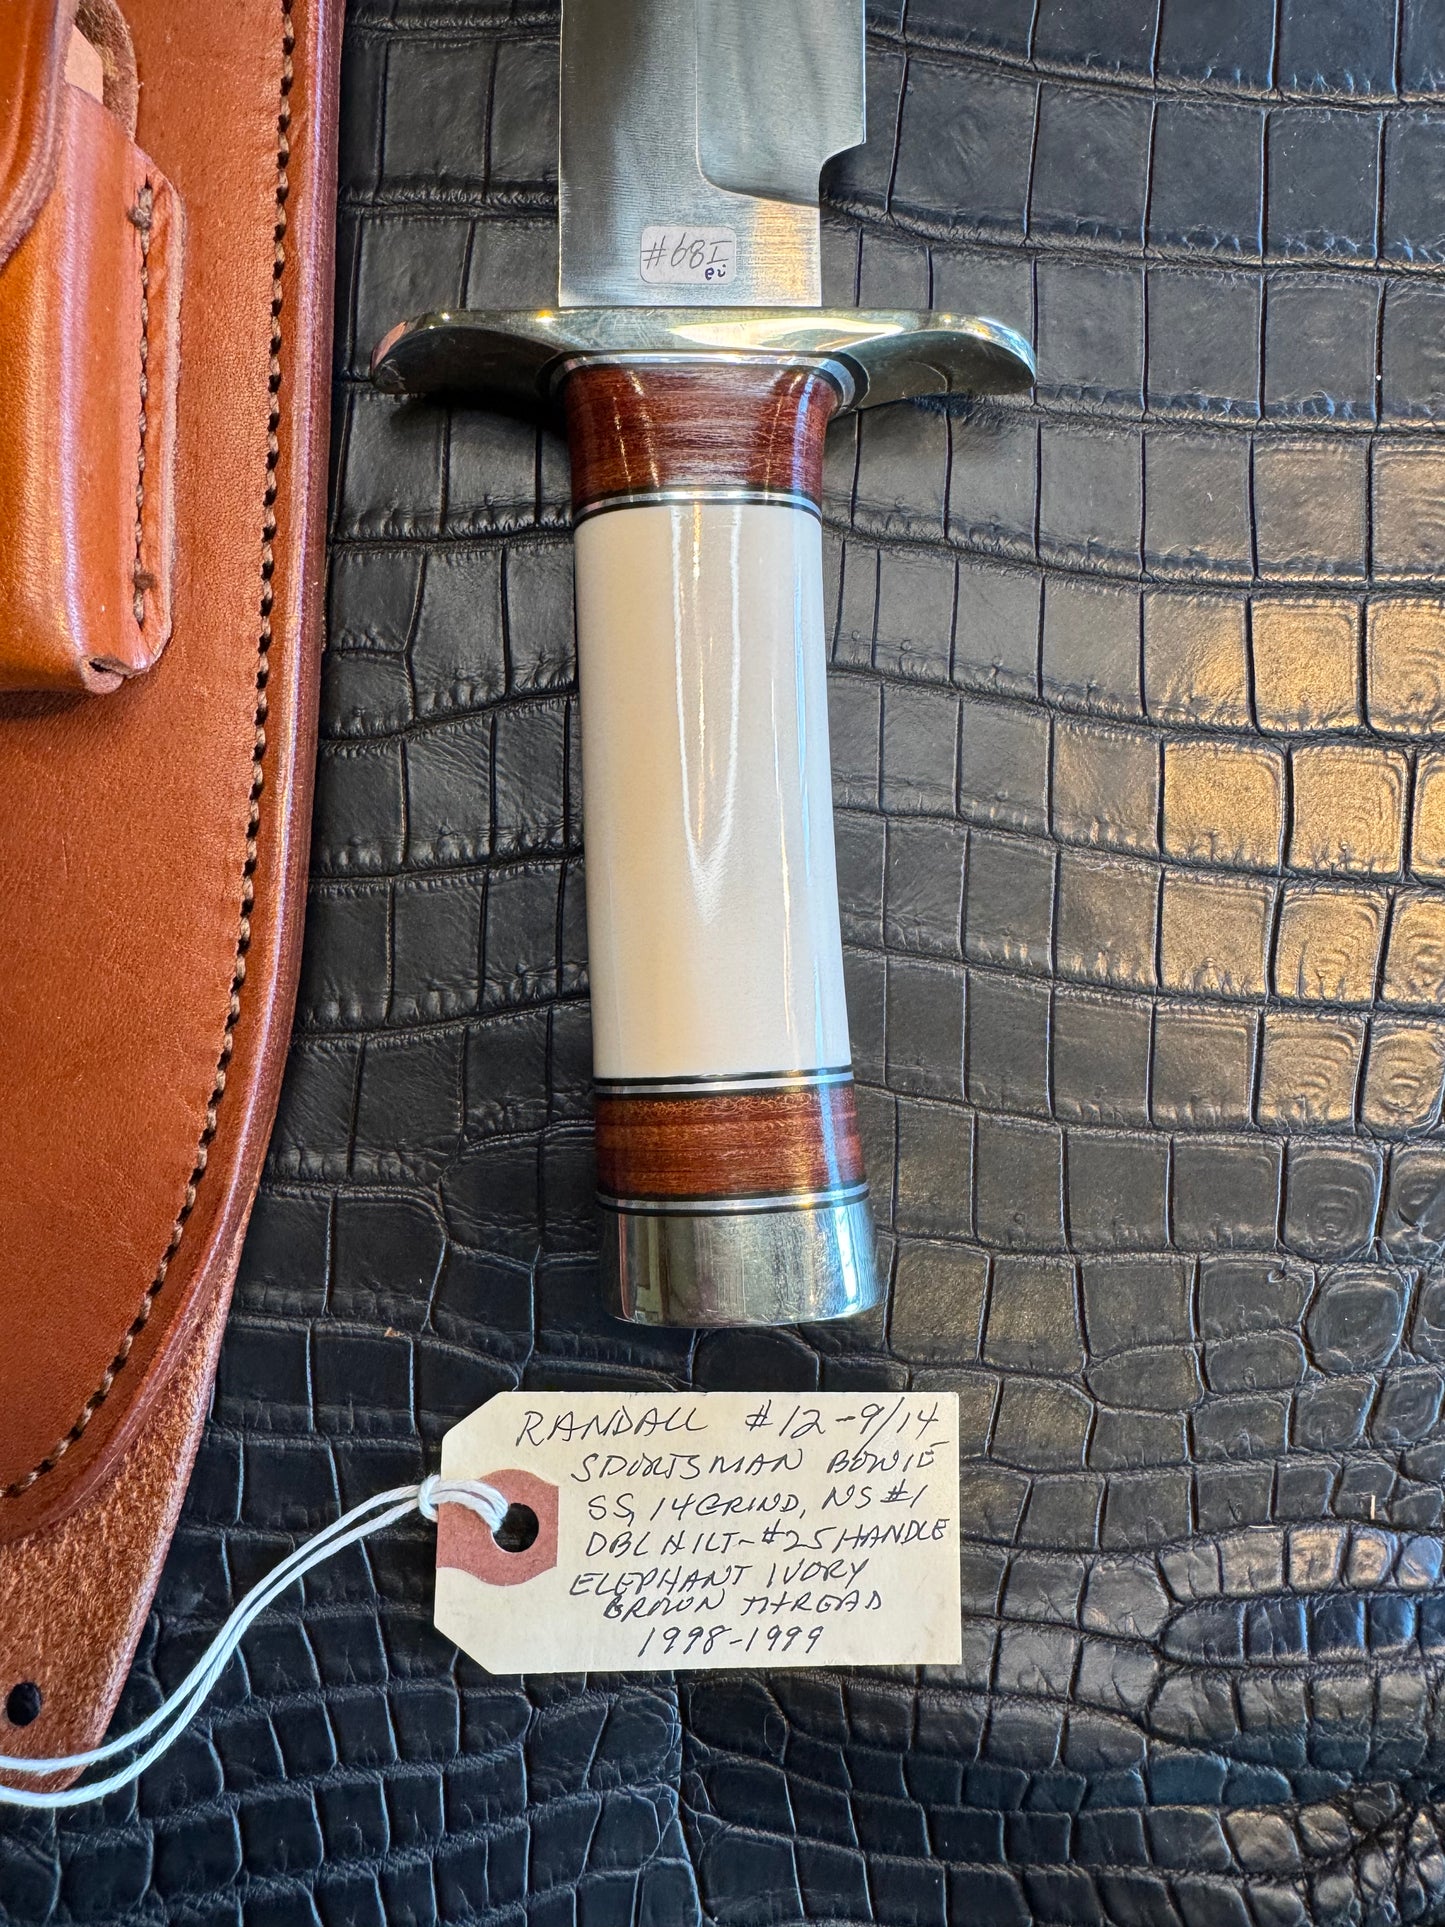 #68I
ei
RANDALL #12-9/14
SPORTSMAN BOWIE
SS, 14 GRIND, NS #1
DBL HILT-#25 HANDLE
ELEPHANT IVORY
BROWN THREAD
1998-1999